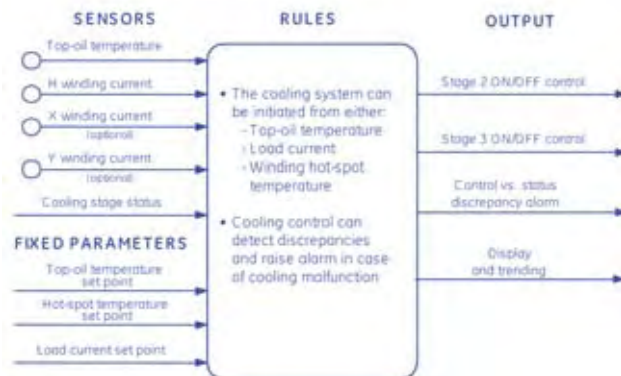 SENSORS
Top-oil temperature
H winding current
X winding current
(optional)
Y winding current
(optional)
Cooling stage status
FIXED PARAMETERS
Top-oil temperature
set point
Hot-spot temperature
set point
Load current set point
RULES
• The cooling system can
be initiated from either:
- Top-oil temperature
- Load current
- Winding hot-spot
temperature
• Cooling control can
detect discrepancies
and raise alarm in case
of cooling malfunction
OUTPUT
Stage 2 ON/OFF control
Stage 3 ON/OFF control
Control vs. status
discrepancy alarm
Display
and trending